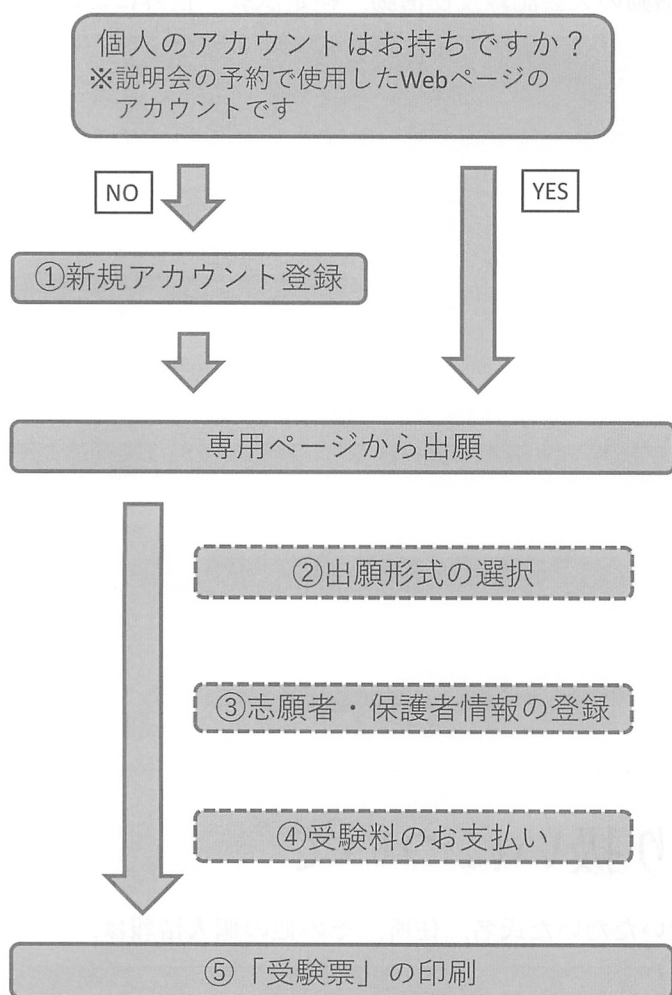 個人のアカウントはお持ちですか？
※説明会の予約で使用したWebページの
アカウントです
NO
YES
①新規アカウント登録
専用ページから出願
②出願形式の選択
③志願者・保護者情報の登録
④受験料のお支払い
⑤「受験票」の印刷